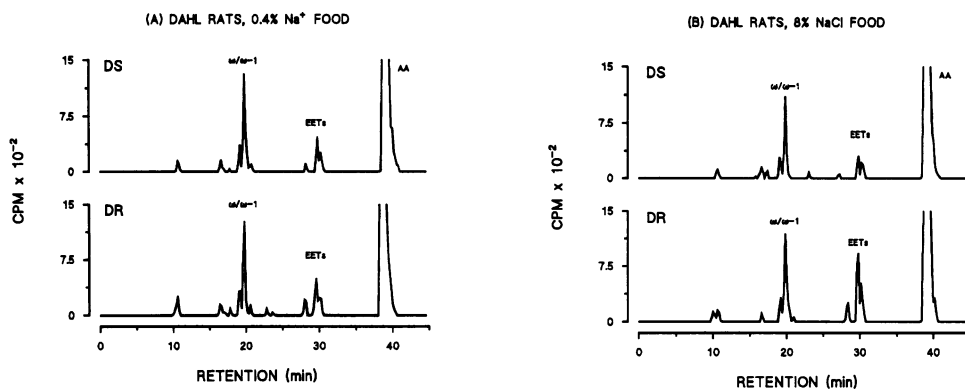 (A) DAHL RATS, 0.4% Na⁺ FOOD
15
7.5
0
DS
ω/ω-1
EETs
AA
15
7.5
0
DR
ω/ω-1
EETs
CPM x 10⁻²
0 10 20 30 40
RETENTION (min)
(B) DAHL RATS, 8% NaCl FOOD
15
7.5
0
DS
ω/ω-1
EETs
AA
15
7.5
0
DR
ω/ω-1
EETs
CPM x 10⁻²
0 10 20 30 40
RETENTION (min)